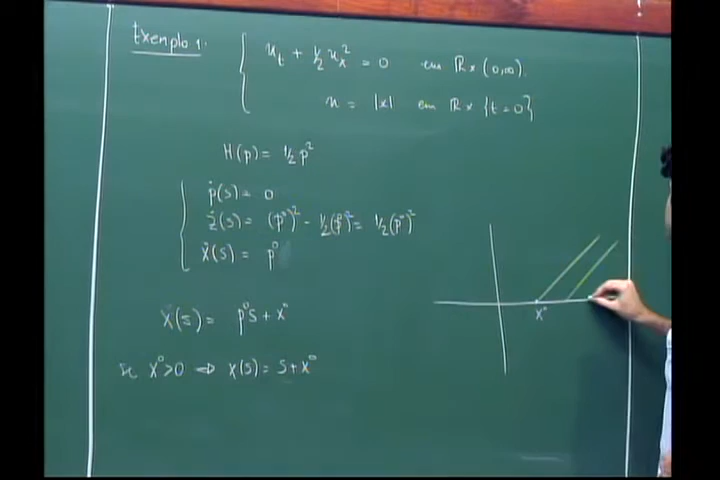 Exemplo 1.
u_t + ½ u_x² = 0 em ℝ × (0,∞).
u = |x| em ℝ × {t = 0}
H(p) = ½ p²
ṗ(s) = 0
ż(s) = (p⁰)² - ½(p⁰)² = ½(p⁰)²
ẋ(s) = p⁰
x(s) = p⁰s + x⁰
x⁰
Se x⁰ > 0 ⇒ x(s) = s + x⁰